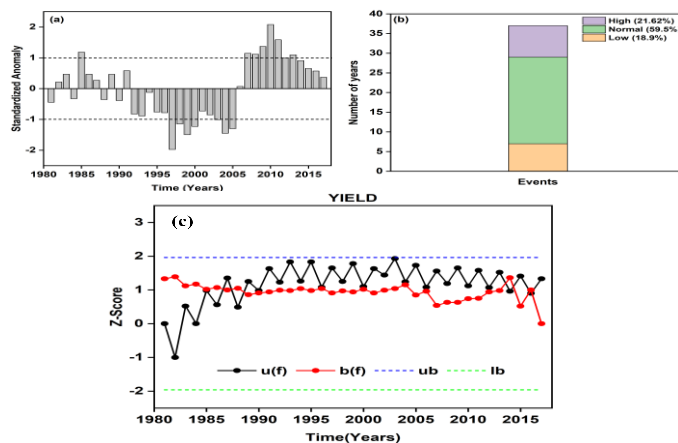 (a)
Standardized Anomaly
2
1
0
-1
-2
1980 1985 1990 1995 2000 2005 2010 2015
Time (Years)
(b)
High (21.62%)
Normal (59.5%)
Low (18.9%)
Number of years
40
35
30
25
20
15
10
5
0
Events
YIELD
(c)
Z-Score
3
2
1
0
-1
-2
u(f) b(f) ub lb
1980 1985 1990 1995 2000 2005 2010 2015
Time(Years)